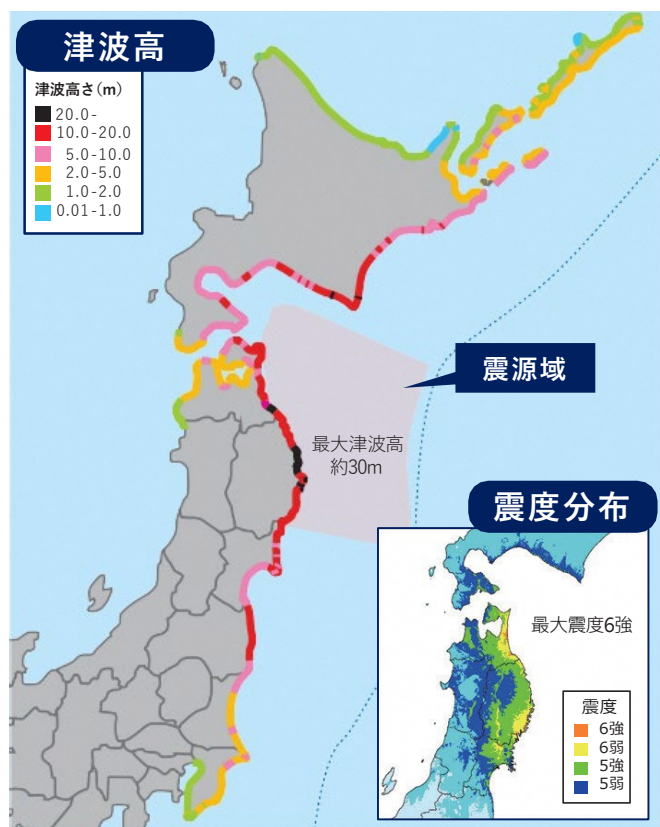 津波高
津波高さ（m）
20.0-
10.0-20.0
5.0-10.0
2.0-5.0
1.0-2.0
0.01-1.0
震源域
最大津波高
約30m
震度分布
最大震度6強
震度
6強
6弱
5強
5弱